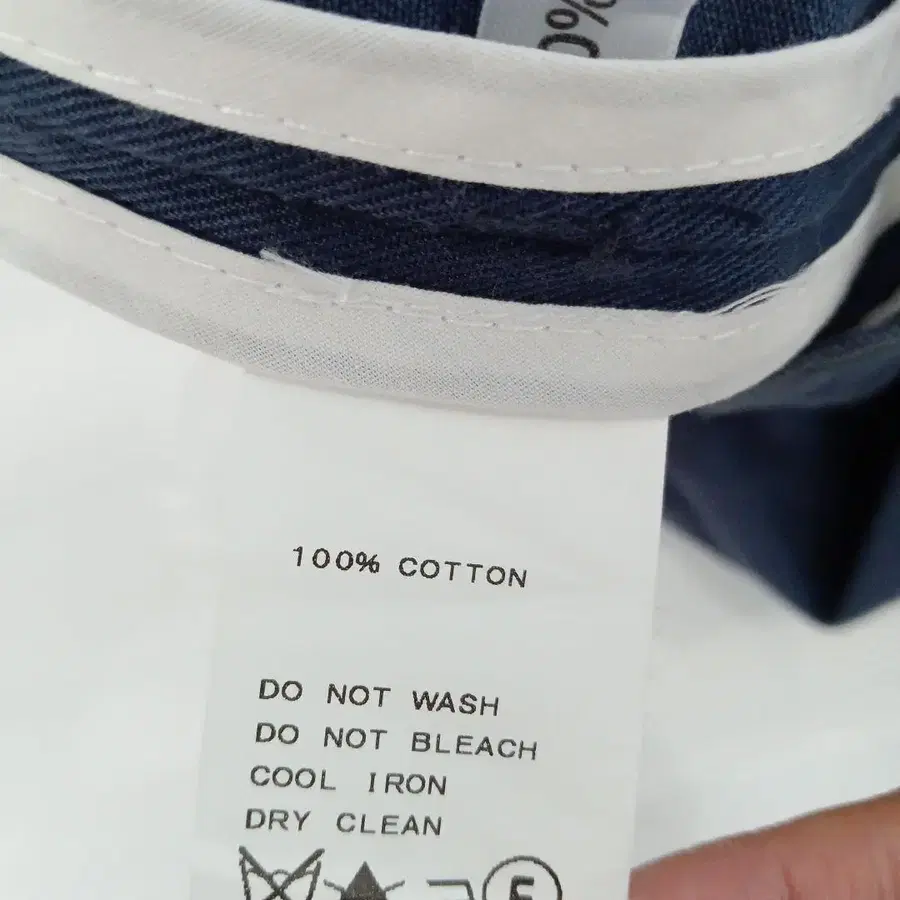 100% COTTON
DO NOT WASH
DO NOT BLEACH
COOL IRON
DRY CLEAN